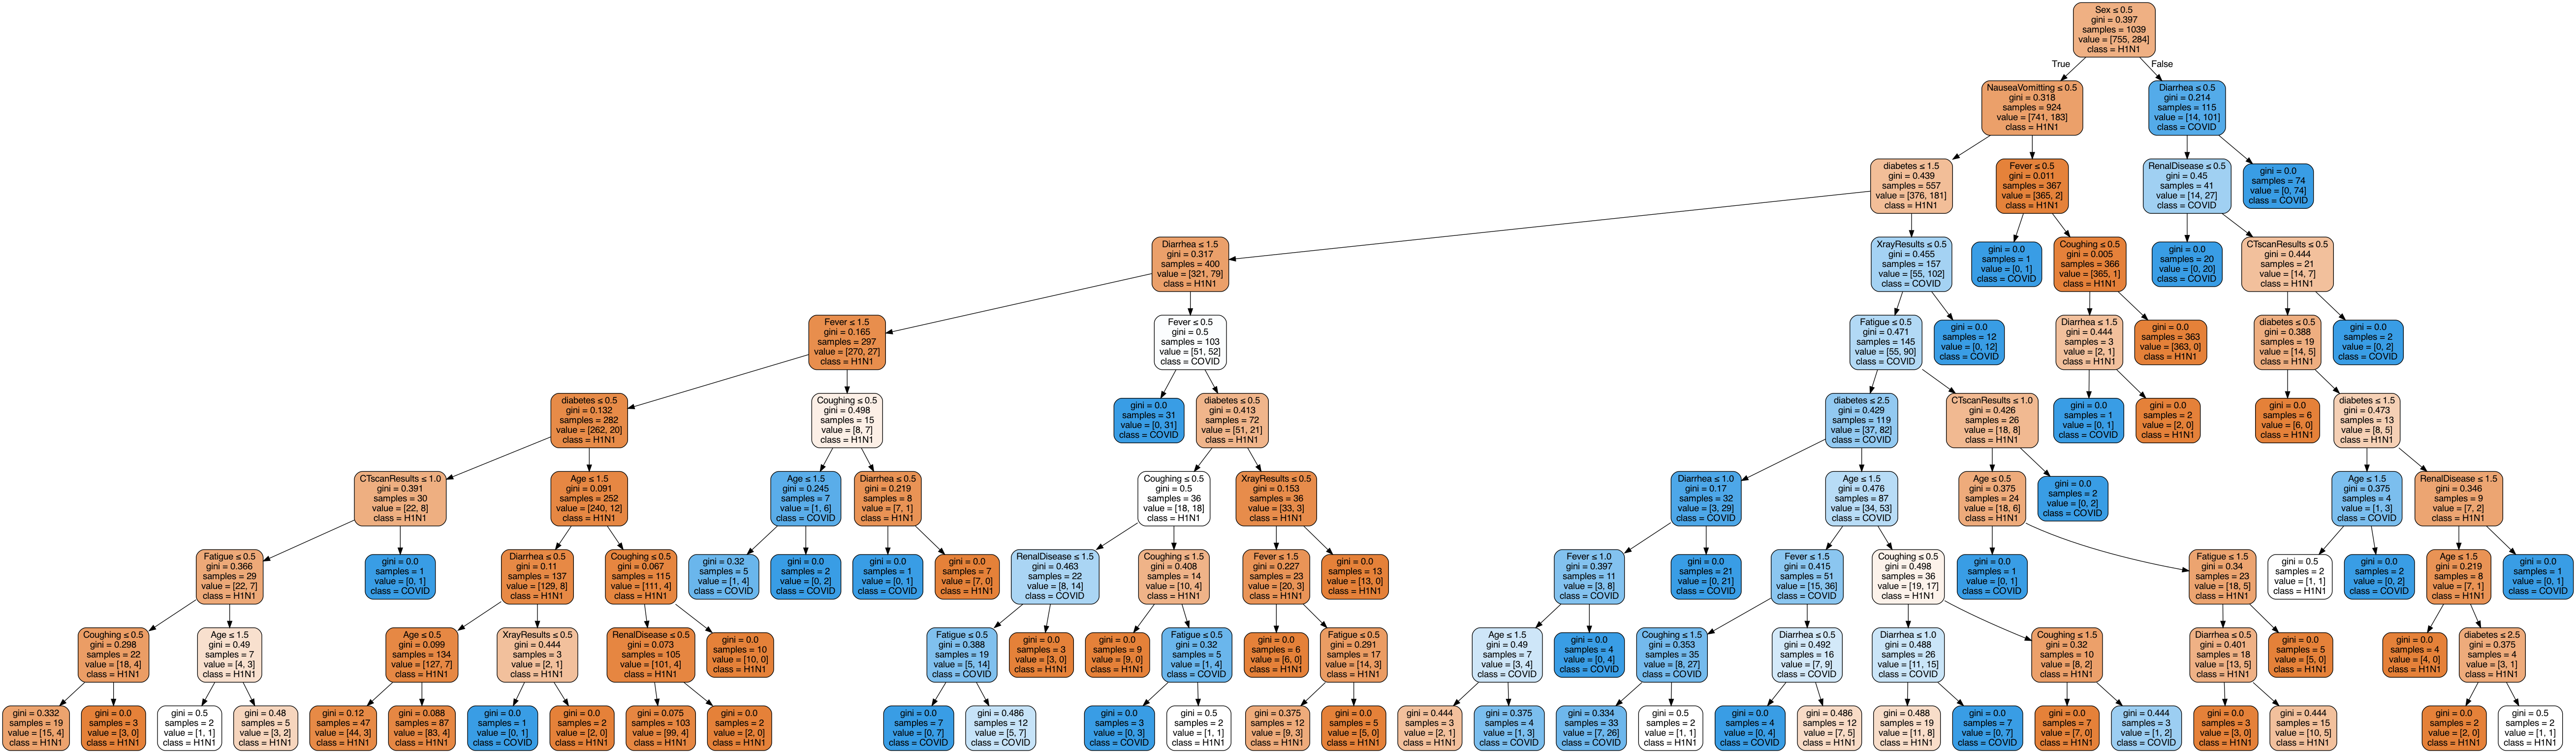 Sex ≤ 0.5
gini = 0.397
samples = 1039
value = [755, 284]
class = H1N1
True
False
NauseaVomitting ≤ 0.5
gini = 0.318
samples = 924
value = [741, 183]
class = H1N1
Diarrhea ≤ 0.5
gini = 0.214
samples = 115
value = [14, 101]
class = COVID
diabetes ≤ 1.5
gini = 0.439
samples = 557
value = [376, 181]
class = H1N1
Fever ≤ 0.5
gini = 0.011
samples = 367
value = [365, 2]
class = H1N1
RenalDisease ≤ 0.5
gini = 0.45
samples = 41
value = [14, 27]
class = COVID
gini = 0.0
samples = 74
value = [0, 74]
class = COVID
Diarrhea ≤ 1.5
gini = 0.317
samples = 400
value = [321, 79]
class = H1N1
XrayResults ≤ 0.5
gini = 0.455
samples = 157
value = [55, 102]
class = COVID
gini = 0.0
samples = 1
value = [0, 1]
class = COVID
Coughing ≤ 0.5
gini = 0.005
samples = 366
value = [365, 1]
class = H1N1
gini = 0.0
samples = 20
value = [0, 20]
class = COVID
CTscanResults ≤ 0.5
gini = 0.444
samples = 21
value = [14, 7]
class = H1N1
Fever ≤ 1.5
gini = 0.165
samples = 297
value = [270, 27]
class = H1N1
Fever ≤ 0.5
gini = 0.5
samples = 103
value = [51, 52]
class = COVID
Fatigue ≤ 0.5
gini = 0.471
samples = 145
value = [55, 90]
class = COVID
gini = 0.0
samples = 12
value = [0, 12]
class = COVID
Diarrhea ≤ 1.5
gini = 0.444
samples = 3
value = [2, 1]
class = H1N1
gini = 0.0
samples = 363
value = [363, 0]
class = H1N1
diabetes ≤ 0.5
gini = 0.388
samples = 19
value = [14, 5]
class = H1N1
gini = 0.0
samples = 2
value = [0, 2]
class = COVID
diabetes ≤ 0.5
gini = 0.132
samples = 282
value = [262, 20]
class = H1N1
Coughing ≤ 0.5
gini = 0.498
samples = 15
value = [8, 7]
class = H1N1
gini = 0.0
samples = 31
value = [0, 31]
class = COVID
diabetes ≤ 0.5
gini = 0.413
samples = 72
value = [51, 21]
class = H1N1
diabetes ≤ 2.5
gini = 0.429
samples = 119
value = [37, 82]
class = COVID
CTscanResults ≤ 1.0
gini = 0.426
samples = 26
value = [18, 8]
class = H1N1
gini = 0.0
samples = 1
value = [0, 1]
class = COVID
gini = 0.0
samples = 2
value = [2, 0]
class = H1N1
gini = 0.0
samples = 6
value = [6, 0]
class = H1N1
diabetes ≤ 1.5
gini = 0.473
samples = 13
value = [8, 5]
class = H1N1
CTscanResults ≤ 1.0
gini = 0.391
samples = 30
value = [22, 8]
class = H1N1
Age ≤ 1.5
gini = 0.091
samples = 252
value = [240, 12]
class = H1N1
Age ≤ 1.5
gini = 0.245
samples = 7
value = [1, 6]
class = COVID
Diarrhea ≤ 0.5
gini = 0.219
samples = 8
value = [7, 1]
class = H1N1
Coughing ≤ 0.5
gini = 0.5
samples = 36
value = [18, 18]
class = H1N1
XrayResults ≤ 0.5
gini = 0.153
samples = 36
value = [33, 3]
class = H1N1
Diarrhea ≤ 1.0
gini = 0.17
samples = 32
value = [3, 29]
class = COVID
Age ≤ 1.5
gini = 0.476
samples = 87
value = [34, 53]
class = COVID
Age ≤ 0.5
gini = 0.375
samples = 24
value = [18, 6]
class = H1N1
gini = 0.0
samples = 2
value = [0, 2]
class = COVID
Age ≤ 1.5
gini = 0.375
samples = 4
value = [1, 3]
class = COVID
RenalDisease ≤ 1.5
gini = 0.346
samples = 9
value = [7, 2]
class = H1N1
Fatigue ≤ 0.5
gini = 0.366
samples = 29
value = [22, 7]
class = H1N1
gini = 0.0
samples = 1
value = [0, 1]
class = COVID
Diarrhea ≤ 0.5
gini = 0.11
samples = 137
value = [129, 8]
class = H1N1
Coughing ≤ 0.5
gini = 0.067
samples = 115
value = [111, 4]
class = H1N1
gini = 0.32
samples = 5
value = [1, 4]
class = COVID
gini = 0.0
samples = 2
value = [0, 2]
class = COVID
gini = 0.0
samples = 1
value = [0, 1]
class = COVID
gini = 0.0
samples = 7
value = [7, 0]
class = H1N1
RenalDisease ≤ 1.5
gini = 0.463
samples = 22
value = [8, 14]
class = COVID
Coughing ≤ 1.5
gini = 0.408
samples = 14
value = [10, 4]
class = H1N1
Fever ≤ 1.5
gini = 0.227
samples = 23
value = [20, 3]
class = H1N1
gini = 0.0
samples = 13
value = [13, 0]
class = H1N1
Fever ≤ 1.0
gini = 0.397
samples = 11
value = [3, 8]
class = COVID
gini = 0.0
samples = 21
value = [0, 21]
class = COVID
Fever ≤ 1.5
gini = 0.415
samples = 51
value = [15, 36]
class = COVID
Coughing ≤ 0.5
gini = 0.498
samples = 36
value = [19, 17]
class = H1N1
gini = 0.0
samples = 1
value = [0, 1]
class = COVID
Fatigue ≤ 1.5
gini = 0.34
samples = 23
value = [18, 5]
class = H1N1
gini = 0.5
samples = 2
value = [1, 1]
class = H1N1
gini = 0.0
samples = 2
value = [0, 2]
class = COVID
Age ≤ 1.5
gini = 0.219
samples = 8
value = [7, 1]
class = H1N1
gini = 0.0
samples = 1
value = [0, 1]
class = COVID
Coughing ≤ 0.5
gini = 0.298
samples = 22
value = [18, 4]
class = H1N1
Age ≤ 1.5
gini = 0.49
samples = 7
value = [4, 3]
class = H1N1
Age ≤ 0.5
gini = 0.099
samples = 134
value = [127, 7]
class = H1N1
XrayResults ≤ 0.5
gini = 0.444
samples = 3
value = [2, 1]
class = H1N1
RenalDisease ≤ 0.5
gini = 0.073
samples = 105
value = [101, 4]
class = H1N1
gini = 0.0
samples = 10
value = [10, 0]
class = H1N1
Fatigue ≤ 0.5
gini = 0.388
samples = 19
value = [5, 14]
class = COVID
gini = 0.0
samples = 3
value = [3, 0]
class = H1N1
gini = 0.0
samples = 9
value = [9, 0]
class = H1N1
Fatigue ≤ 0.5
gini = 0.32
samples = 5
value = [1, 4]
class = COVID
gini = 0.0
samples = 6
value = [6, 0]
class = H1N1
Fatigue ≤ 0.5
gini = 0.291
samples = 17
value = [14, 3]
class = H1N1
Age ≤ 1.5
gini = 0.49
samples = 7
value = [3, 4]
class = COVID
gini = 0.0
samples = 4
value = [0, 4]
class = COVID
Coughing ≤ 1.5
gini = 0.353
samples = 35
value = [8, 27]
class = COVID
Diarrhea ≤ 0.5
gini = 0.492
samples = 16
value = [7, 9]
class = COVID
Diarrhea ≤ 1.0
gini = 0.488
samples = 26
value = [11, 15]
class = COVID
Coughing ≤ 1.5
gini = 0.32
samples = 10
value = [8, 2]
class = H1N1
Diarrhea ≤ 0.5
gini = 0.401
samples = 18
value = [13, 5]
class = H1N1
gini = 0.0
samples = 5
value = [5, 0]
class = H1N1
gini = 0.0
samples = 4
value = [4, 0]
class = H1N1
diabetes ≤ 2.5
gini = 0.375
samples = 4
value = [3, 1]
class = H1N1
gini = 0.332
samples = 19
value = [15, 4]
class = H1N1
gini = 0.0
samples = 3
value = [3, 0]
class = H1N1
gini = 0.5
samples = 2
value = [1, 1]
class = H1N1
gini = 0.48
samples = 5
value = [3, 2]
class = H1N1
gini = 0.12
samples = 47
value = [44, 3]
class = H1N1
gini = 0.088
samples = 87
value = [83, 4]
class = H1N1
gini = 0.0
samples = 1
value = [0, 1]
class = COVID
gini = 0.0
samples = 2
value = [2, 0]
class = H1N1
gini = 0.075
samples = 103
value = [99, 4]
class = H1N1
gini = 0.0
samples = 2
value = [2, 0]
class = H1N1
gini = 0.0
samples = 7
value = [0, 7]
class = COVID
gini = 0.486
samples = 12
value = [5, 7]
class = COVID
gini = 0.0
samples = 3
value = [0, 3]
class = COVID
gini = 0.5
samples = 2
value = [1, 1]
class = H1N1
gini = 0.375
samples = 12
value = [9, 3]
class = H1N1
gini = 0.0
samples = 5
value = [5, 0]
class = H1N1
gini = 0.444
samples = 3
value = [2, 1]
class = H1N1
gini = 0.375
samples = 4
value = [1, 3]
class = COVID
gini = 0.334
samples = 33
value = [7, 26]
class = COVID
gini = 0.5
samples = 2
value = [1, 1]
class = H1N1
gini = 0.0
samples = 4
value = [0, 4]
class = COVID
gini = 0.486
samples = 12
value = [7, 5]
class = H1N1
gini = 0.488
samples = 19
value = [11, 8]
class = H1N1
gini = 0.0
samples = 7
value = [0, 7]
class = COVID
gini = 0.0
samples = 7
value = [7, 0]
class = H1N1
gini = 0.444
samples = 3
value = [1, 2]
class = COVID
gini = 0.0
samples = 3
value = [3, 0]
class = H1N1
gini = 0.444
samples = 15
value = [10, 5]
class = H1N1
gini = 0.0
samples = 2
value = [2, 0]
class = H1N1
gini = 0.5
samples = 2
value = [1, 1]
class = H1N1